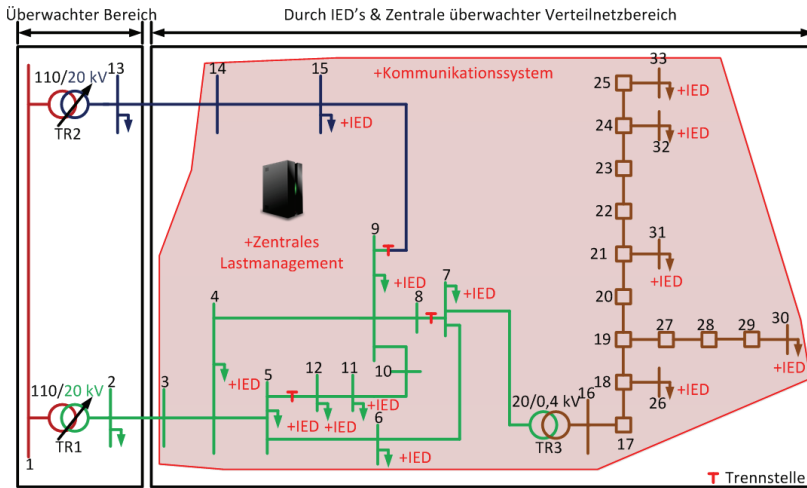 Überwachter Bereich
Durch IED's & Zentrale überwachter Verteilnetzbereich
110/20 kV
13
TR2
14
15
+IED
+Kommunikationssystem
33
25
+IED
24
+IED
32
23
+Zentrales
Lastmanagement
22
9
+IED
31
21
+IED
7
+IED
4
8
20
19
27
28
29
30
+IED
+IED
10
5
12
11
110/20 kV
2
3
+IED
+IED
+IED
6
+IED
20/0,4 kV
16
18
+IED
26
TR1
1
TR3
17
Trennstelle